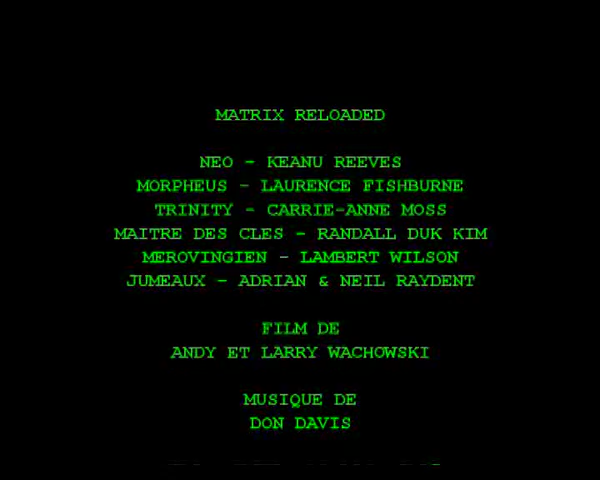 MATRIX RELOADED
NEO - KEANU REEVES
MORPHEUS - LAURENCE FISHBURNE
TRINITY - CARRIE-ANNE MOSS
MAITRE DES CLES - RANDALL DUK KIM
MEROVINGIEN - LAMBERT WILSON
JUMEAUX - ADRIAN & NEIL RAYDENT
FILM DE
ANDY ET LARRY WACHOWSKI
MUSIQUE DE
DON DAVIS